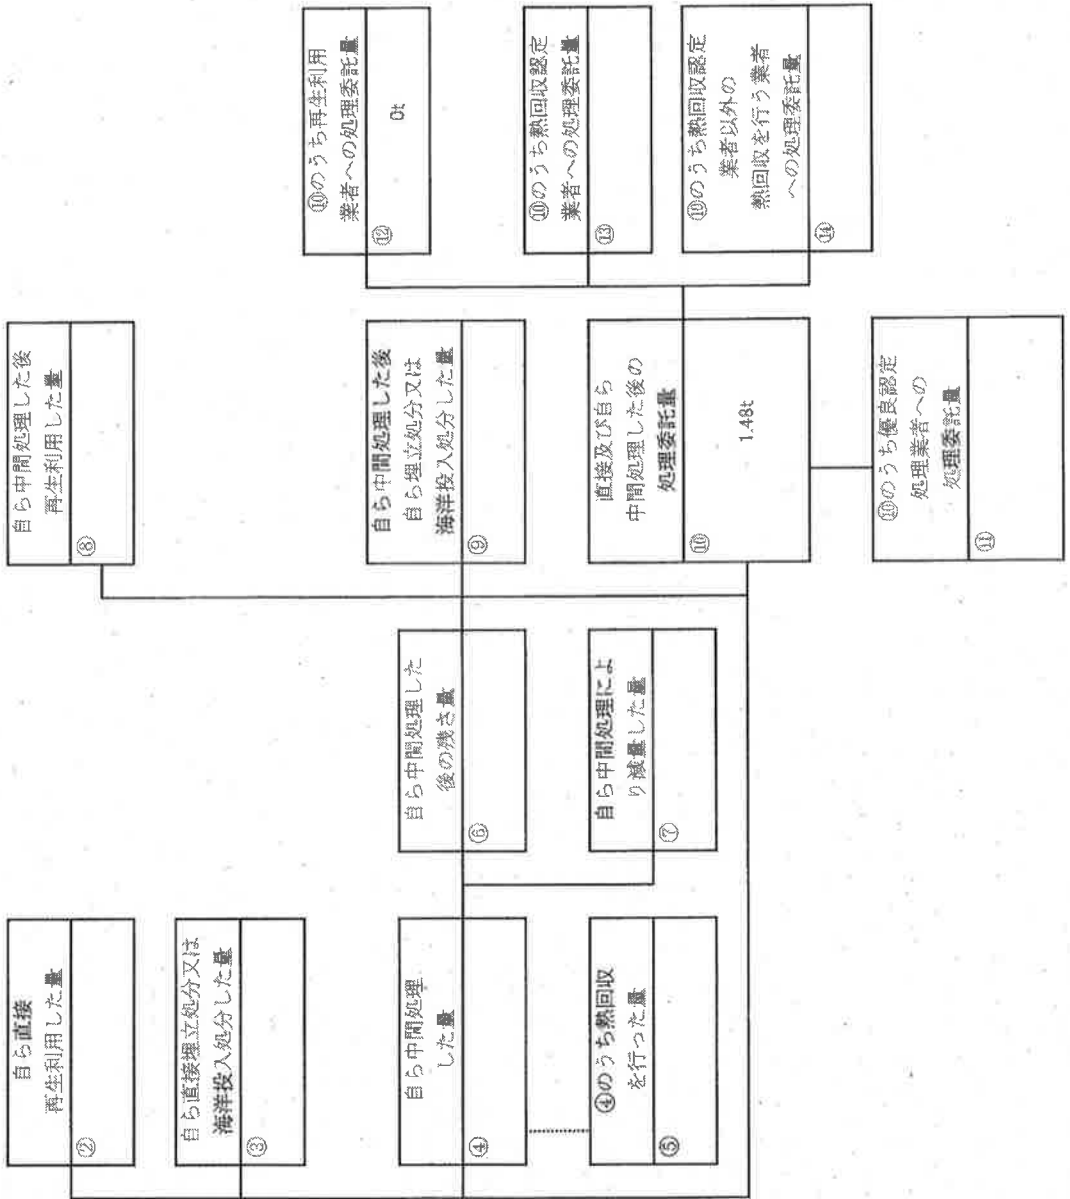 自ら直接
再生利用した量
②
自ら直接埋立処分又は
海洋投入処分した量
③
自ら中間処理
した量
④
④のうち熱回収
を行った量
⑤
自ら中間処理した
後の残さ量
⑥
自ら中間処理によ
り減量した量
⑦
自ら中間処理した後
再生利用した量
⑧
自ら中間処理した後
自ら埋立処分又は
海洋投入処分した量
⑨
直接及び自ら
中間処理した後の
処理委託量
⑩
1.48t
⑩のうち優良認定
処理業者への
処理委託量
⑪
⑩のうち再生利用
業者への処理委託量
⑫
0t
⑩のうち熱回収認定
業者への処理委託量
⑬
⑩のうち熱回収認定
業者以外の
熱回収を行う業者
への処理委託量
⑭